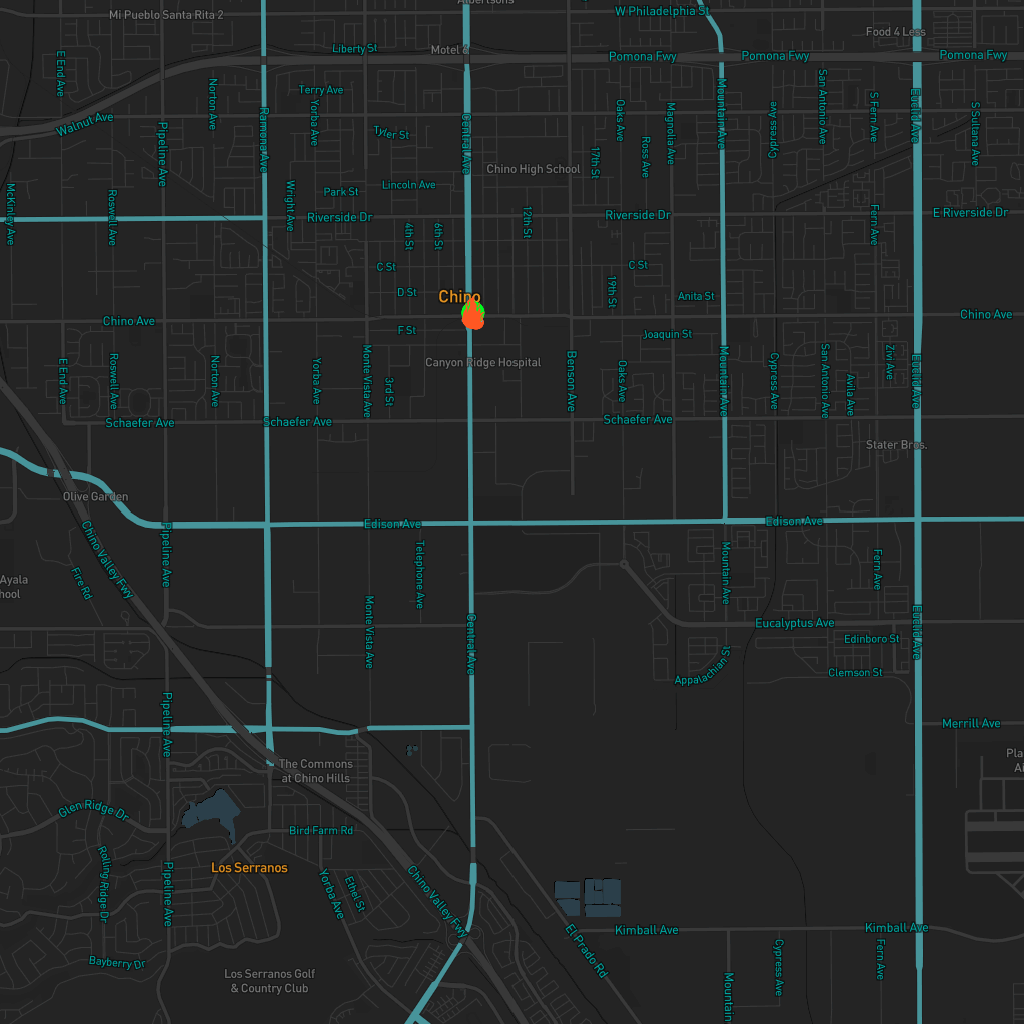 Albertsons
Mi Pueblo Santa Rita 2
W Philadelphia St
Food 4 Less
Liberty St
Motel 6
Pomona Fwy
Pomona Fwy
Pomona Fwy
E End Ave
Norton Ave
Terry Ave
Yorba Ave
Ramona Ave
Walnut Ave
Pipeline Ave
Tyler St
Central Ave
Oaks Ave
Magnolia Ave
Ross Ave
17th St
Mountain Ave
Cypress Ave
San Antonio Ave
S Fern Ave
Euclid Ave
S Sultana Ave
Chino High School
McKinley Ave
Roswell Ave
Wright Ave
Park St
Lincoln Ave
Riverside Dr
Riverside Dr
E Riverside Dr
4th St
6th St
12th St
Fern Ave
C St
C St
D St
19th St
Anita St
Chino
Chino Ave
Chino Ave
F St
Joaquin St
Canyon Ridge Hospital
E End Ave
Roswell Ave
Norton Ave
Yorba Ave
Monte Vista Ave
3rd St
Benson Ave
Oaks Ave
Mountain Ave
Cypress Ave
San Antonio Ave
Avila Ave
Zivi Ave
Euclid Ave
Schaefer Ave
Schaefer Ave
Schaefer Ave
Stater Bros.
Olive Garden
Edison Ave
Edison Ave
Chino Valley Fwy
Pipeline Ave
Telephone Ave
Mountain Ave
Fern Ave
Ayala
hool
Fire Rd
Monte Vista Ave
Central Ave
Eucalyptus Ave
Euclid Ave
Edinboro St
Appalachian St
Clemson St
Pipeline Ave
Merrill Ave
The Commons
at Chino Hills
Pla
Ai
Glen Ridge Dr
Bird Farm Rd
Los Serranos
Rolling Ridge Dr
Pipeline Ave
Yorba Ave
Ethel St
Chino Valley Fwy
El Prado Rd
Kimball Ave
Kimball Ave
Bayberry Dr
Los Serranos Golf
& Country Club
Mountain
Cypress Ave
Fern Ave